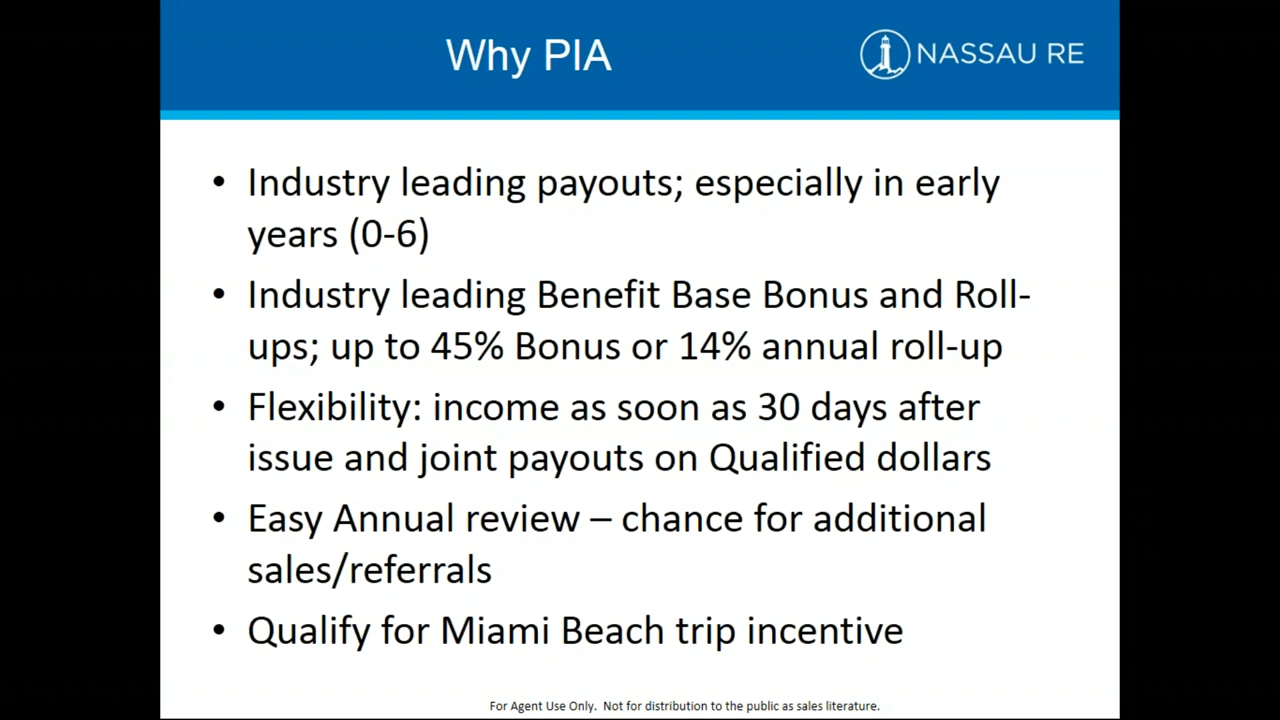 Why PIA
NASSAU RE
• Industry leading payouts; especially in early
years (0-6)
• Industry leading Benefit Base Bonus and Roll-
ups; up to 45% Bonus or 14% annual roll-up
• Flexibility: income as soon as 30 days after
issue and joint payouts on Qualified dollars
• Easy Annual review – chance for additional
sales/referrals
• Qualify for Miami Beach trip incentive
For Agent Use Only.  Not for distribution to the public as sales literature.